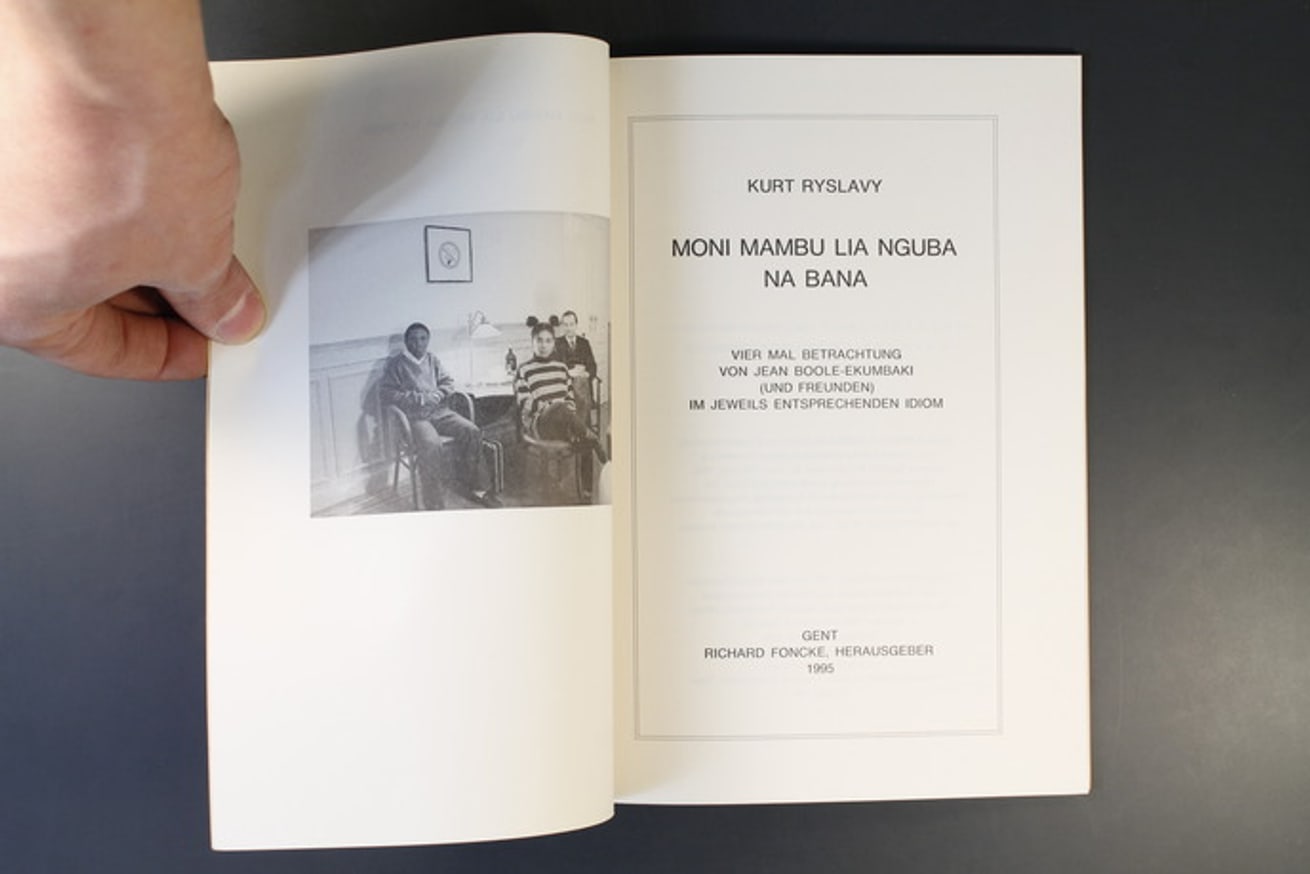 KURT RYSLAVY
MONI MAMBU LIA NGUBA
NA BANA
VIER MAL BETRACHTUNG
VON JEAN BOOLE-EKUMBAKI
(UND FREUNDEN)
IM JEWEILS ENTSPRECHENDEN IDIOM
GENT
RICHARD FONCKE, HERAUSGEBER
1995